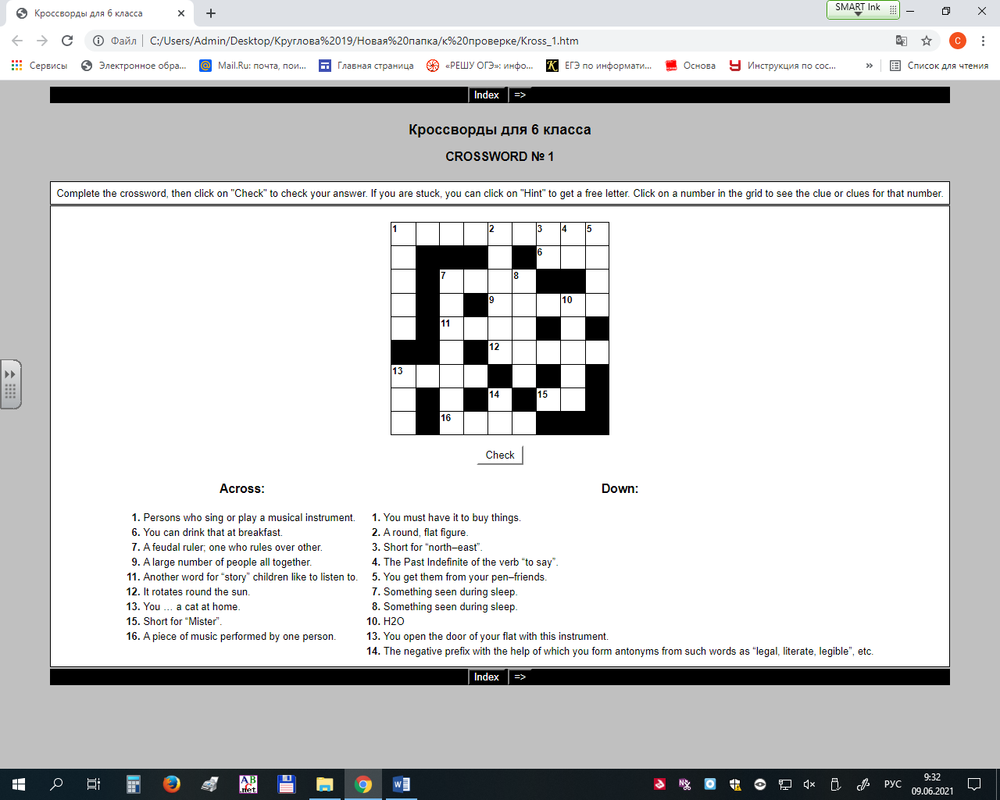 Кроссворды для 6 класса
SMART Ink
Файл C:/Users/Admin/Desktop/Круглова%2019/Новая%20папка/к%20проверке/Kross_1.htm
C
Сервисы Электронное обра... Mail.Ru: почта, пои... Главная страница «РЕШУ ОГЭ»: инфо... ЕГЭ по информати... Основа Инструкция по сос... » Список для чтения
Index =>
Кроссворды для 6 класса
CROSSWORD № 1
Complete the crossword, then click on "Check" to check your answer. If you are stuck, you can click on "Hint" to get a free letter. Click on a number in the grid to see the clue or clues for that number.
1 2 3 4 5
6
7 8
9 10
11
12
13
14 15
16
Check
Across:
1. Persons who sing or play a musical instrument.
6. You can drink that at breakfast.
7. A feudal ruler; one who rules over other.
9. A large number of people all together.
11. Another word for “story” children like to listen to.
12. It rotates round the sun.
13. You … a cat at home.
15. Short for “Mister”.
16. A piece of music performed by one person.
Down:
1. You must have it to buy things.
2. A round, flat figure.
3. Short for “north–east”.
4. The Past Indefinite of the verb “to say”.
5. You get them from your pen–friends.
7. Something seen during sleep.
8. Something seen during sleep.
10. H2O
13. You open the door of your flat with this instrument.
14. The negative prefix with the help of which you form antonyms from such words as “legal, literate, legible”, etc.
Index =>
РУС
9:32
09.06.2021